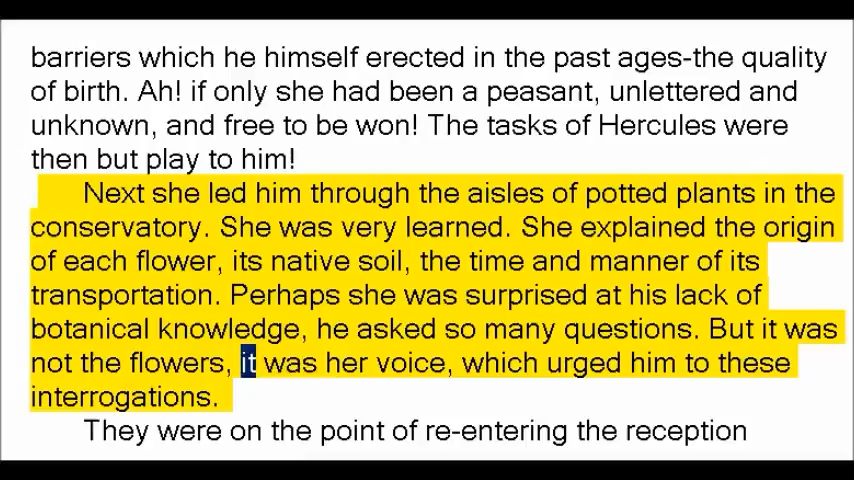 barriers which he himself erected in the past ages-the quality
of birth. Ah! if only she had been a peasant, unlettered and
unknown, and free to be won! The tasks of Hercules were
then but play to him!
Next she led him through the aisles of potted plants in the
conservatory. She was very learned. She explained the origin
of each flower, its native soil, the time and manner of its
transportation. Perhaps she was surprised at his lack of
botanical knowledge, he asked so many questions. But it was
not the flowers, it was her voice, which urged him to these
interrogations.
They were on the point of re-entering the reception